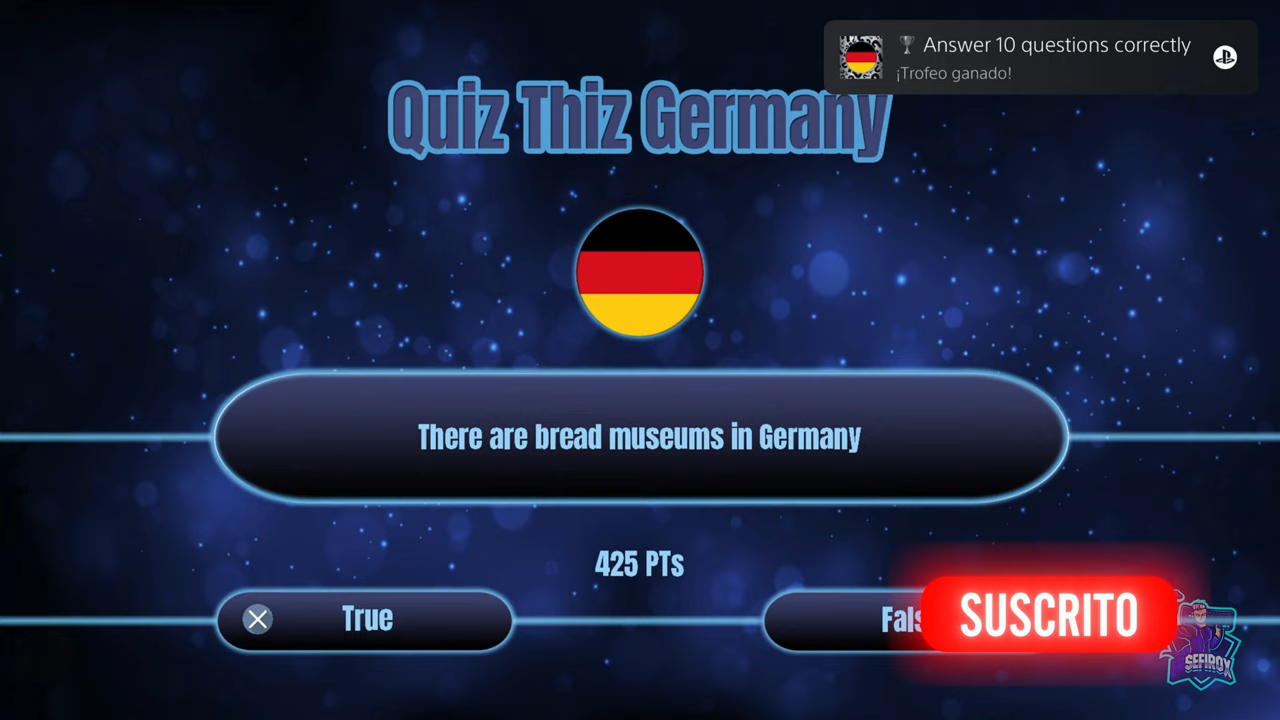 Answer 10 questions correctly
¡Trofeo ganado!
Quiz Thiz Germany
There are bread museums in Germany
425 PTs
True
Fals
SUSCRITO
SEFIROX